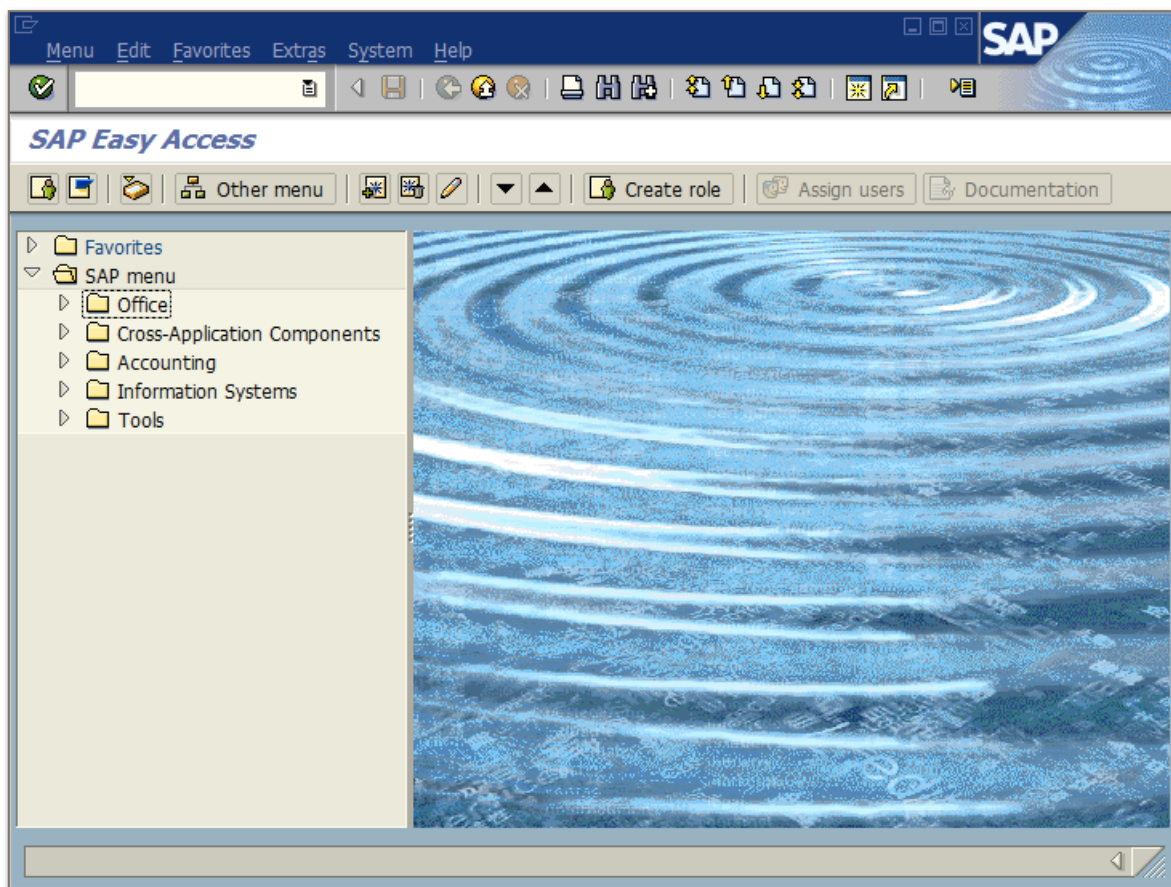 Menu Edit Favorites Extras System Help
SAP
SAP Easy Access
Other menu Create role Assign users Documentation
Favorites
SAP menu
Office
Cross-Application Components
Accounting
Information Systems
Tools